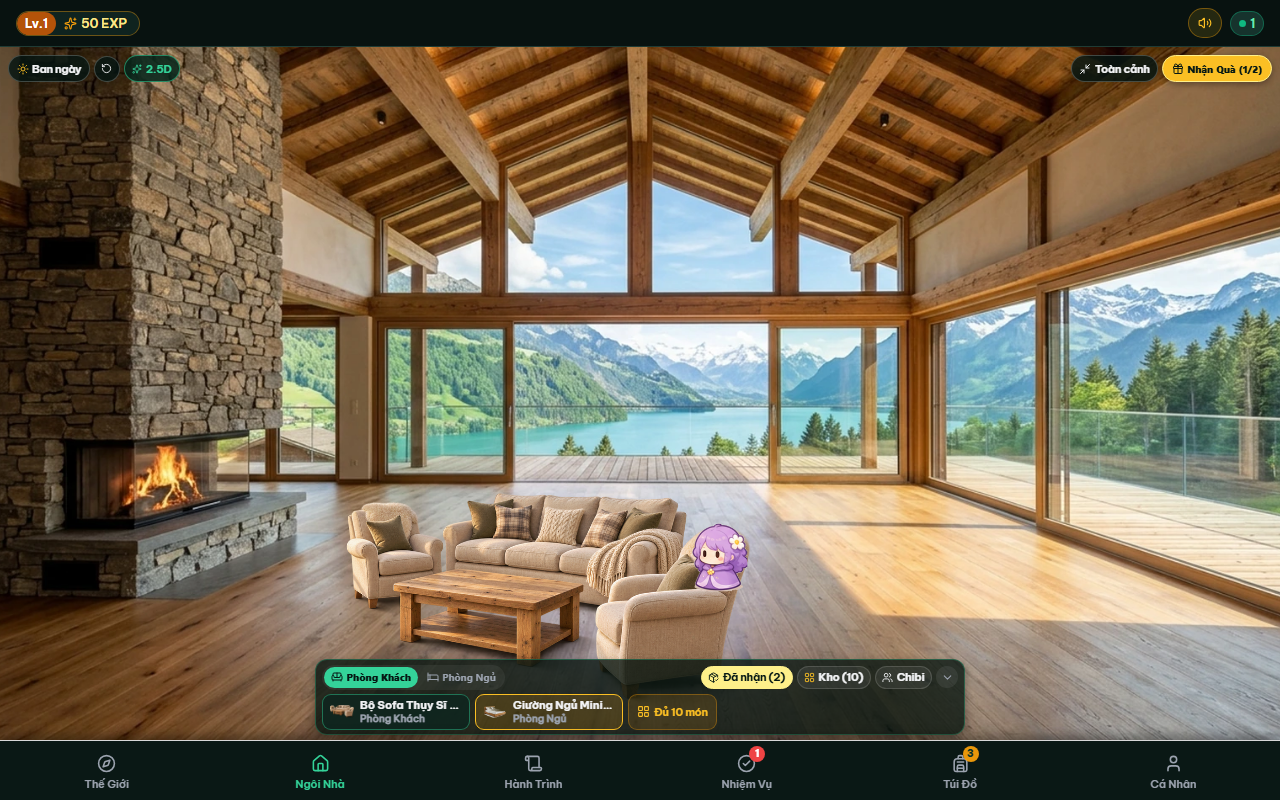 Lv.1
50 EXP
1
Ban ngày
2.5D
Toàn cảnh
Nhận Quà (1/2)
Phòng Khách
Phòng Ngủ
Đã nhận (2)
Kho (10)
Chibi
Bộ Sofa Thụy Sĩ ...
Phòng Khách
Giường Ngủ Mini...
Phòng Ngủ
Đủ 10 món
Thế Giới
Ngôi Nhà
Hành Trình
1
Nhiệm Vụ
3
Túi Đồ
Cá Nhân